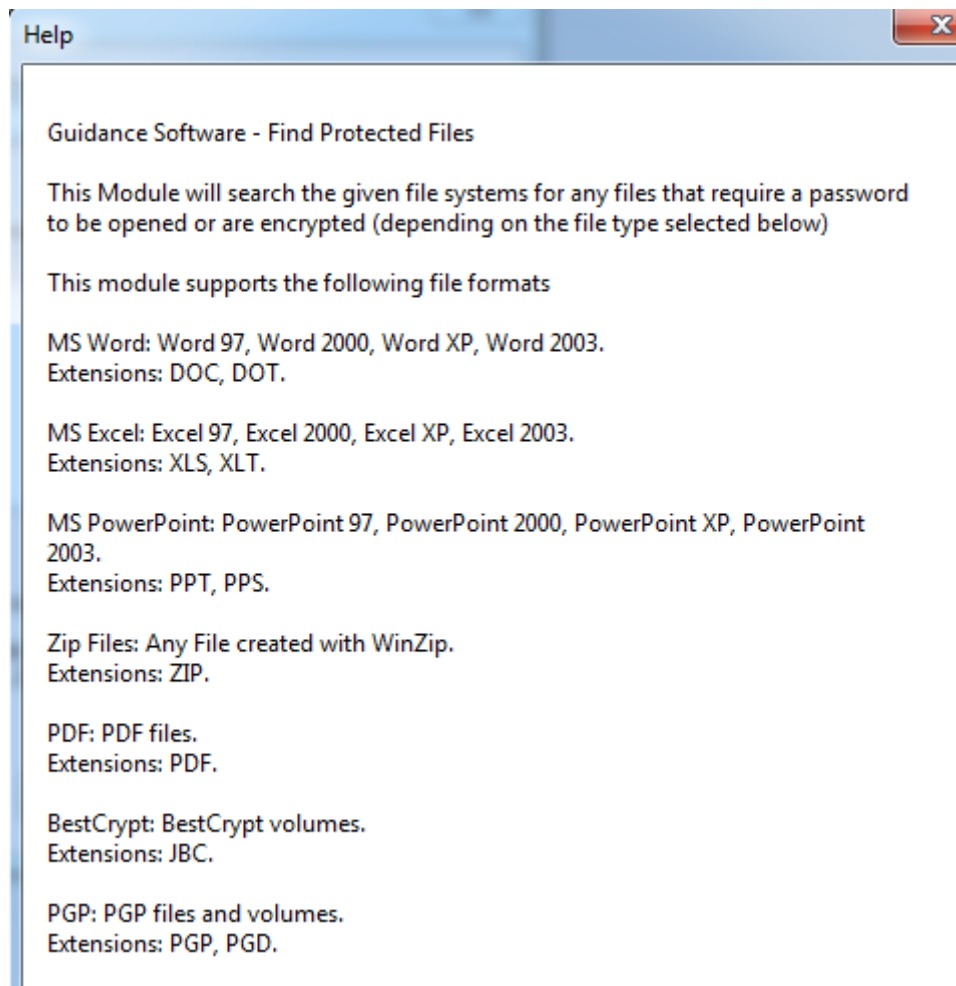 Help
Guidance Software - Find Protected Files
This Module will search the given file systems for any files that require a password
to be opened or are encrypted (depending on the file type selected below)
This module supports the following file formats
MS Word: Word 97, Word 2000, Word XP, Word 2003.
Extensions: DOC, DOT.
MS Excel: Excel 97, Excel 2000, Excel XP, Excel 2003.
Extensions: XLS, XLT.
MS PowerPoint: PowerPoint 97, PowerPoint 2000, PowerPoint XP, PowerPoint
2003.
Extensions: PPT, PPS.
Zip Files: Any File created with WinZip.
Extensions: ZIP.
PDF: PDF files.
Extensions: PDF.
BestCrypt: BestCrypt volumes.
Extensions: JBC.
PGP: PGP files and volumes.
Extensions: PGP, PGD.